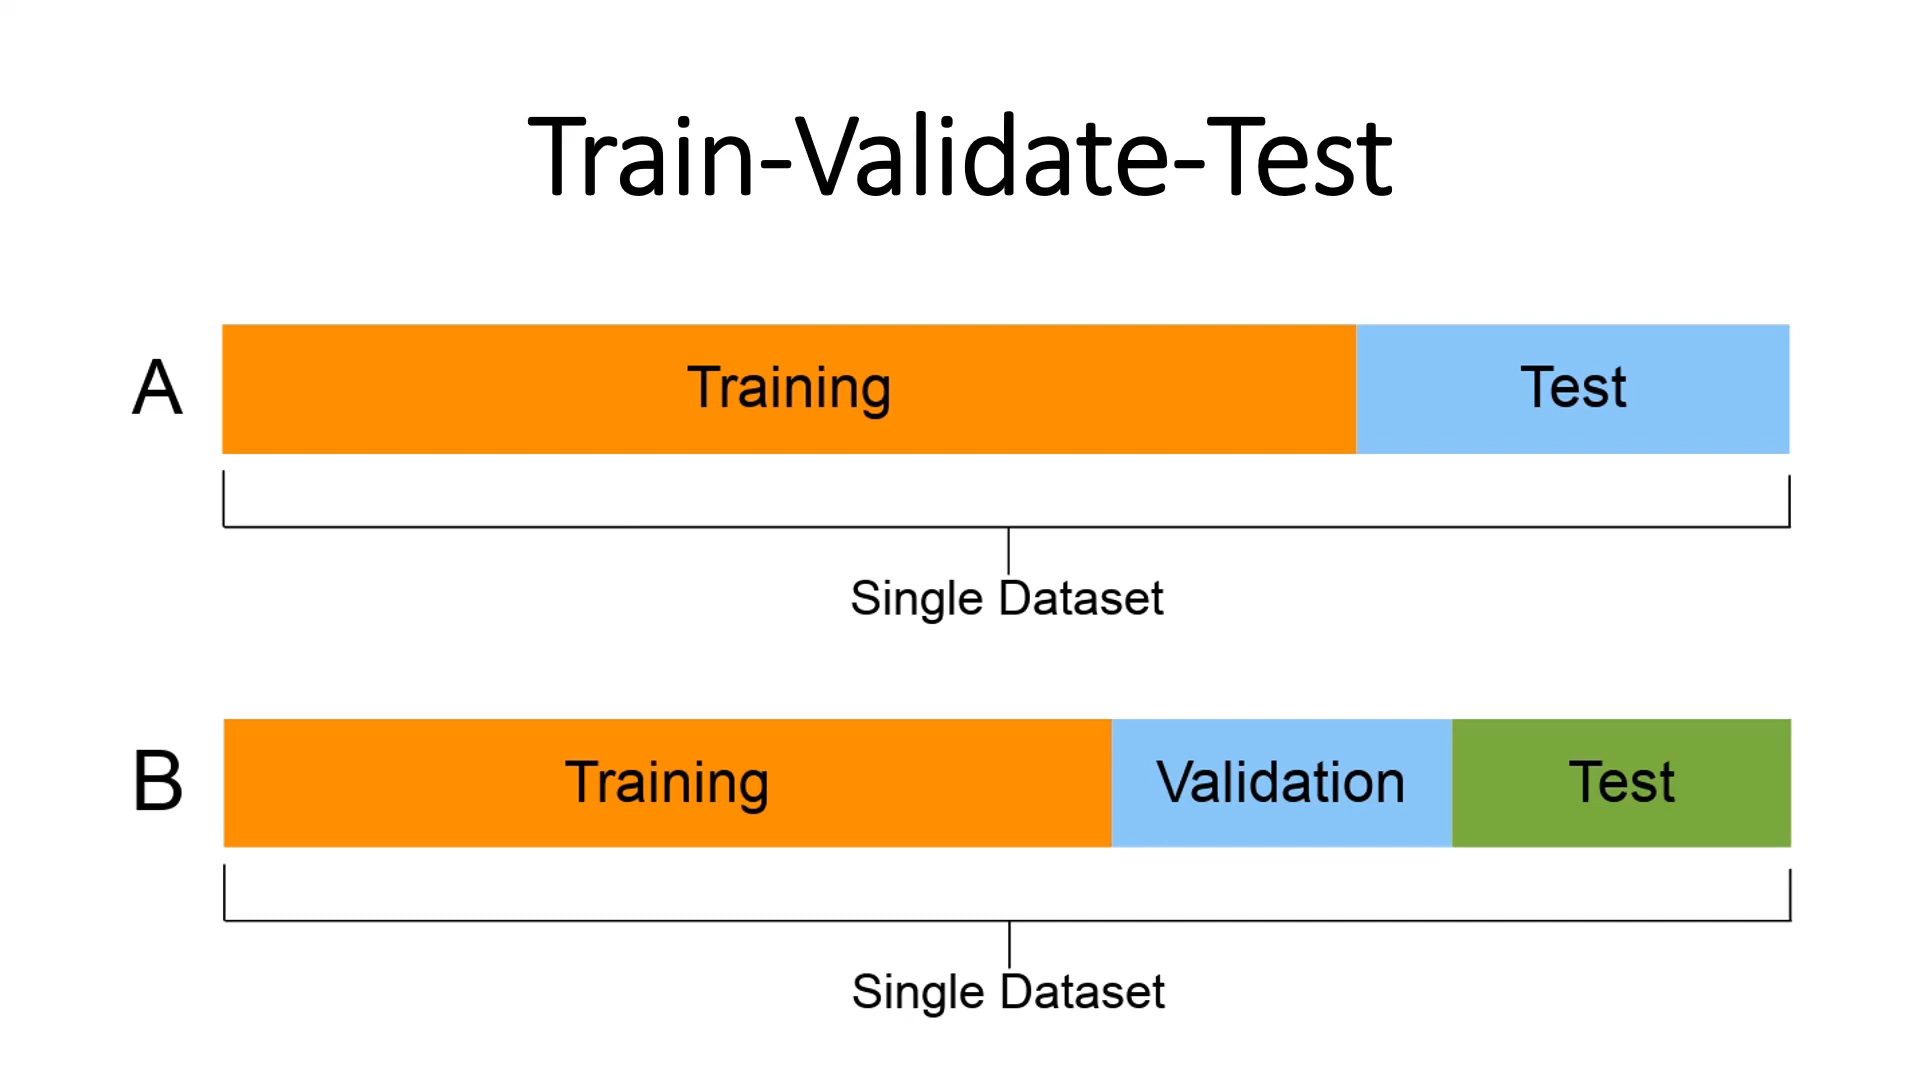 Train-Validate-Test
A
Training
Test
Single Dataset
B
Training
Validation
Test
Single Dataset